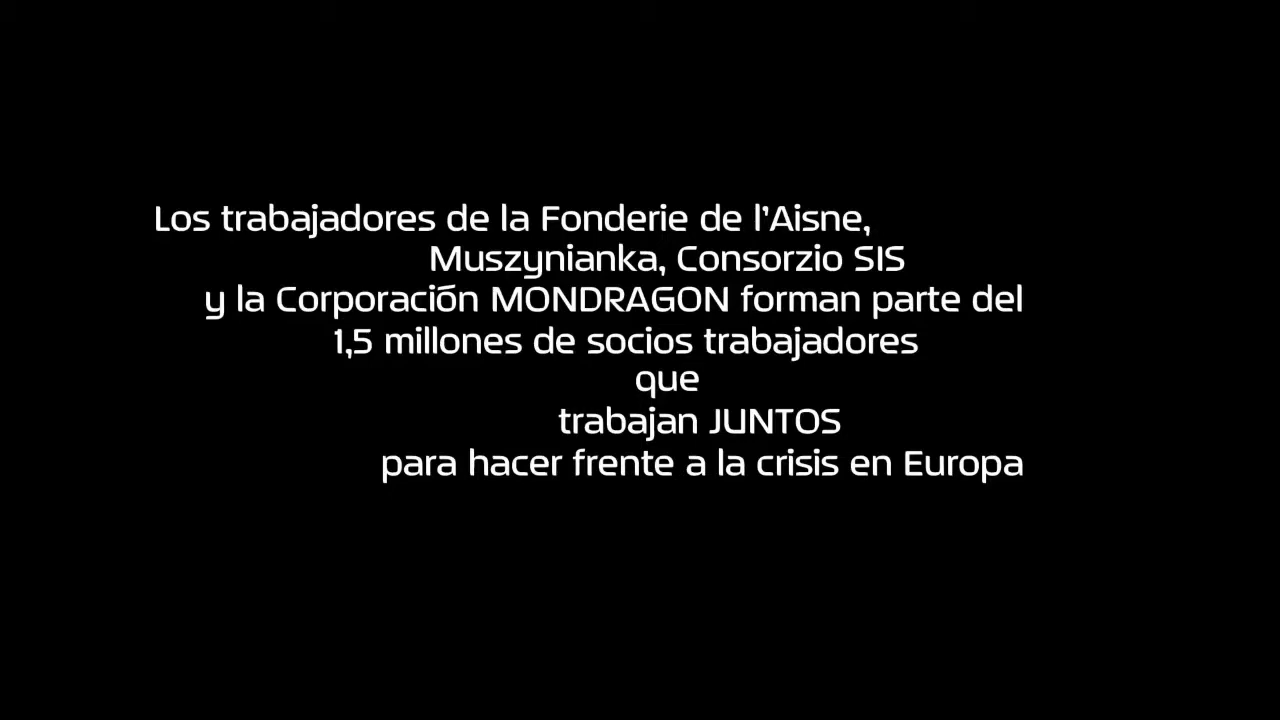 Los trabajadores de la Fonderie de l'Aisne,
Muszynianka, Consorzio SIS
y la Corporación MONDRAGON forman parte del
1,5 millones de socios trabajadores
que
trabajan JUNTOS
para hacer frente a la crisis en Europa